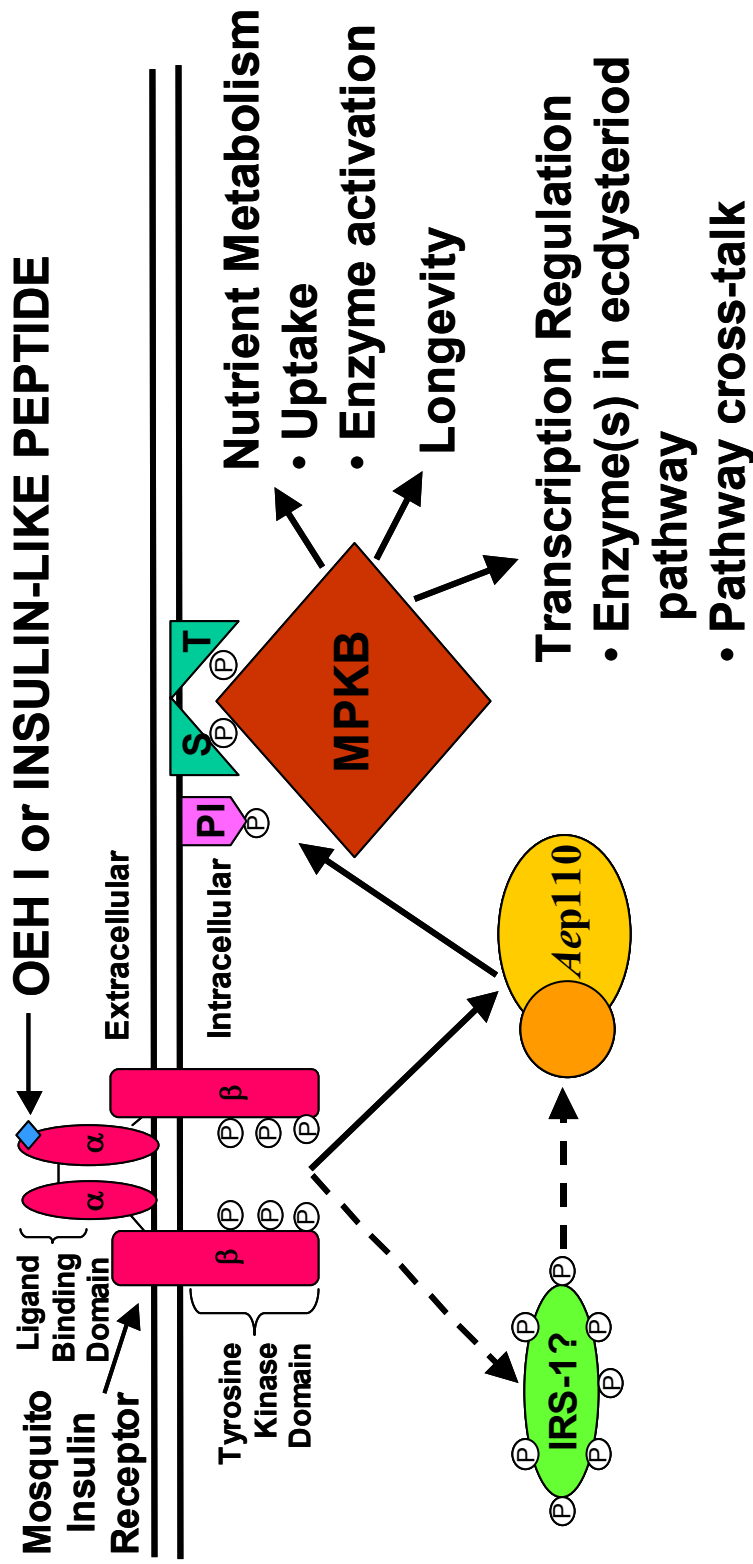 OEH I or INSULIN-LIKE PEPTIDE
Mosquito
Insulin
Receptor
Ligand
Binding
Domain
α
α
Extracellular
Intracellular
Tyrosine
Kinase
Domain
β
P
P
P
β
P
P
P
PI
P
S
P
T
P
MPKB
Nutrient Metabolism
• Uptake
• Enzyme activation
Longevity
Transcription Regulation
• Enzyme(s) in ecdysteriod
pathway
• Pathway cross-talk
IRS-1?
P
P
P
P
P
P
P
Aep110